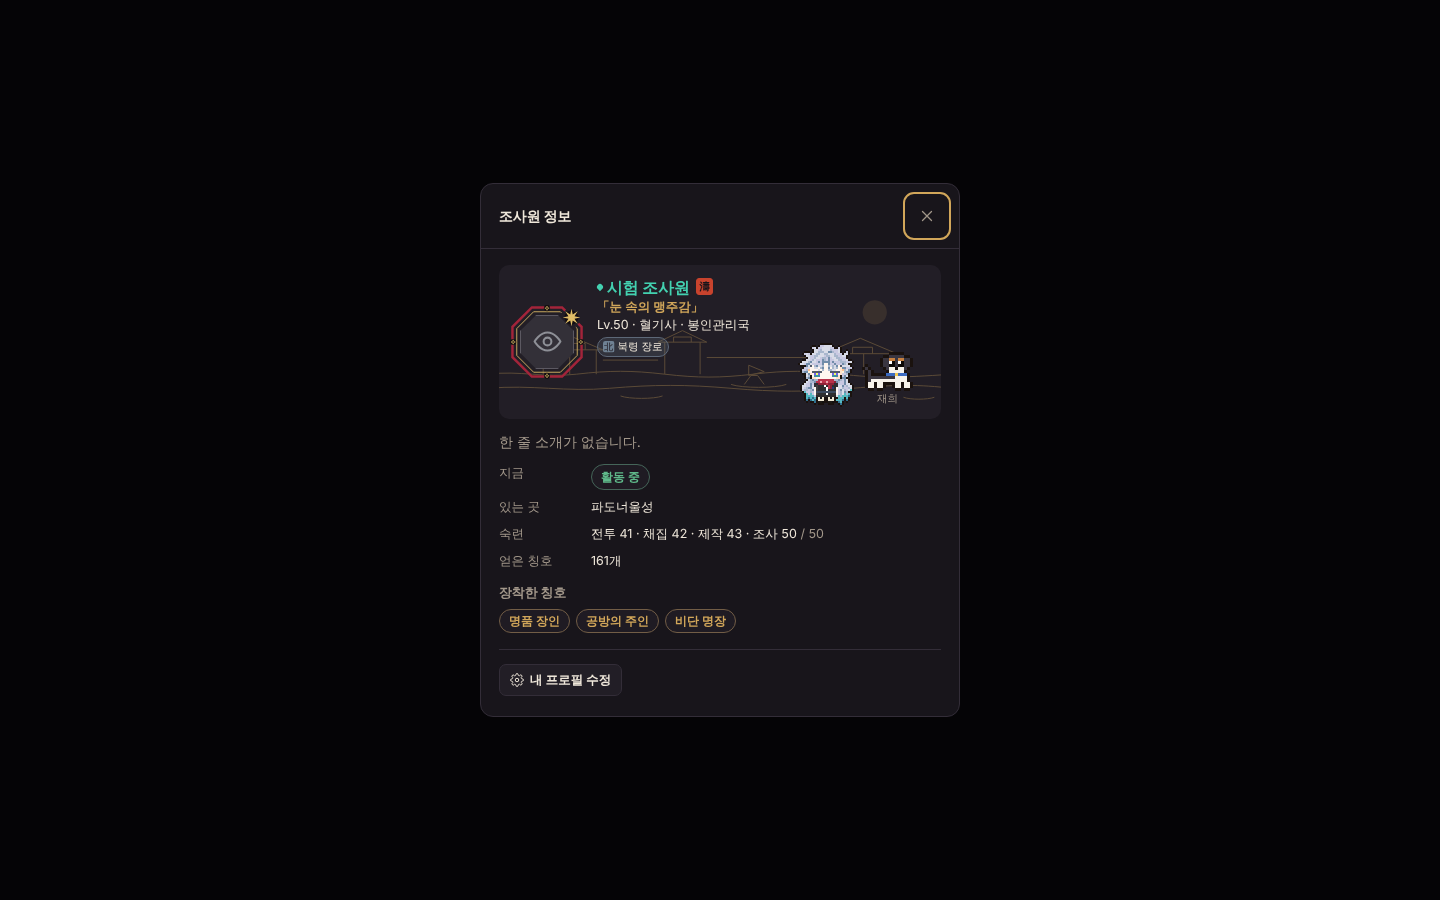 조사원 정보
시험 조사원 濤
「눈 속의 맹주감」
Lv.50 · 혈기사 · 봉인관리국
北 북령 장로
재희
한 줄 소개가 없습니다.
지금 활동 중
있는 곳 파도너울성
숙련 전투 41 · 채집 42 · 제작 43 · 조사 50 / 50
얻은 칭호 161개
장착한 칭호
명품 장인 공방의 주인 비단 명장
내 프로필 수정